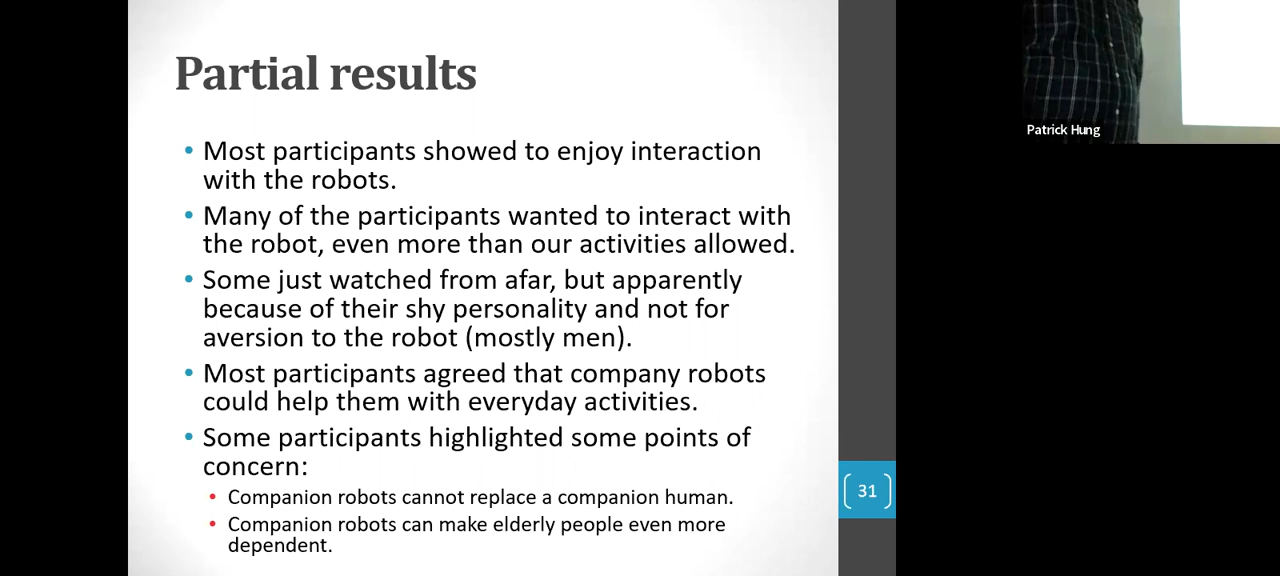 Partial results
• Most participants showed to enjoy interaction
with the robots.
• Many of the participants wanted to interact with
the robot, even more than our activities allowed.
• Some just watched from afar, but apparently
because of their shy personality and not for
aversion to the robot (mostly men).
• Most participants agreed that company robots
could help them with everyday activities.
• Some participants highlighted some points of
concern:
• Companion robots cannot replace a companion human.
• Companion robots can make elderly people even more
dependent.
31
Patrick Hung